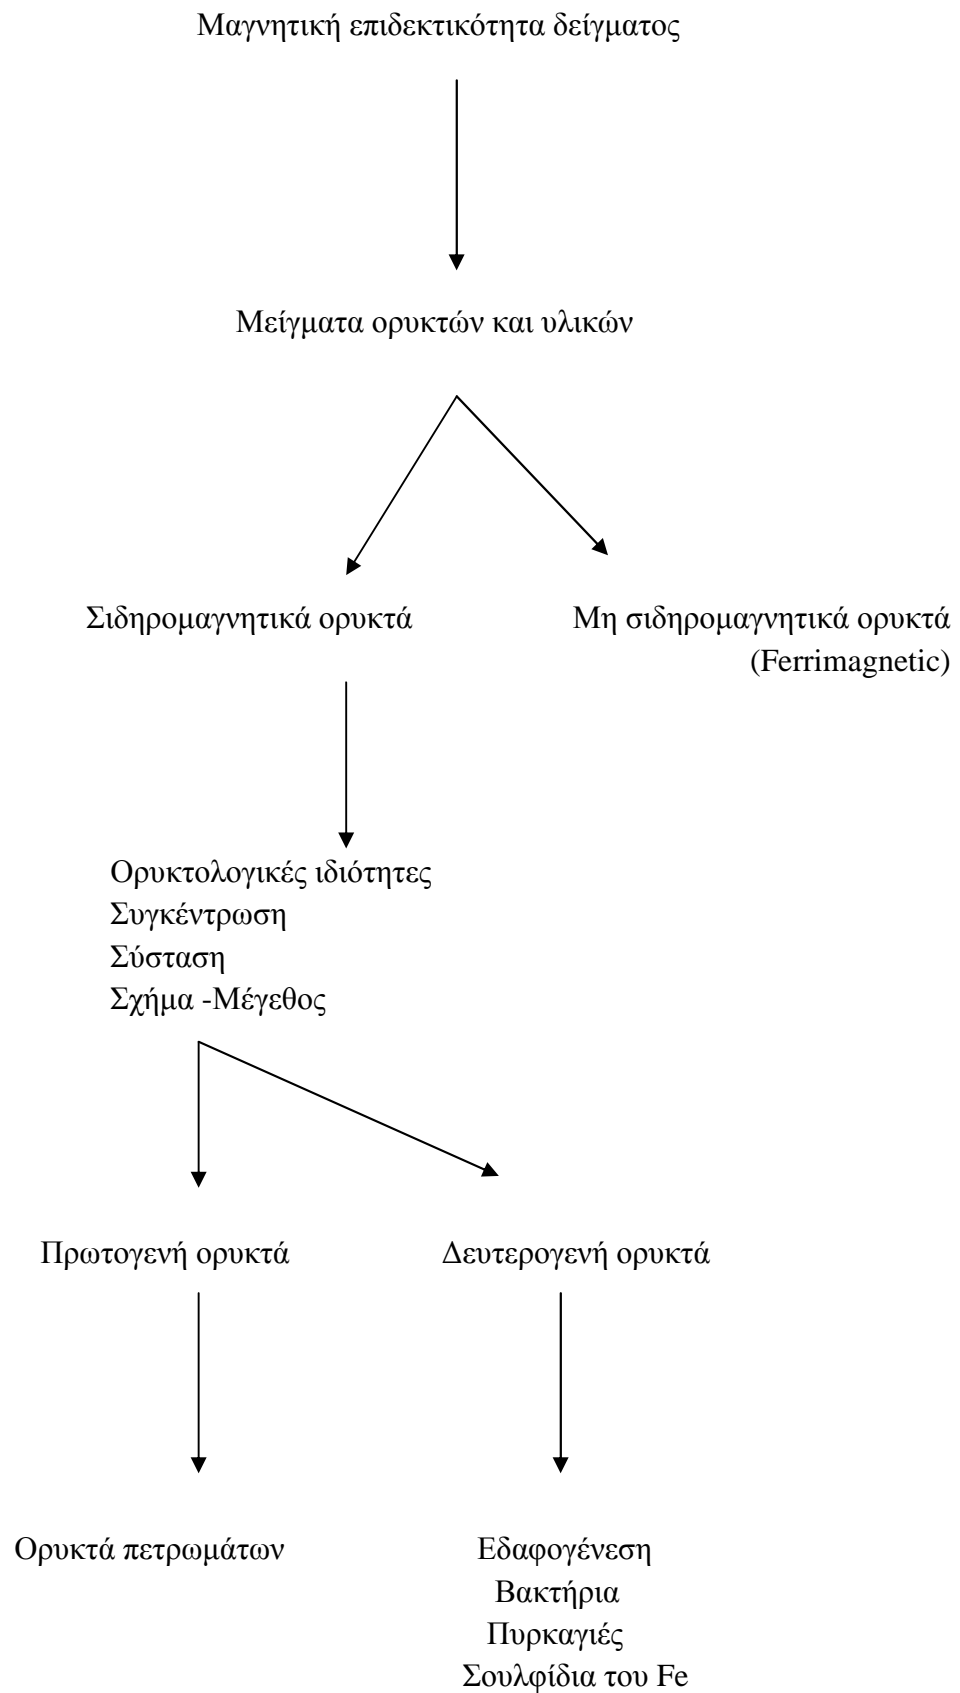 Μαγνητική επιδεκτικότητα δείγματος
Μείγματα ορυκτών και υλικών
Σιδηρομαγνητικά ορυκτά
Μη σιδηρομαγνητικά ορυκτά
(Ferrimagnetic)
Ορυκτολογικές ιδιότητες
Συγκέντρωση
Σύσταση
Σχήμα -Μέγεθος
Πρωτογενή ορυκτά
Δευτερογενή ορυκτά
Ορυκτά πετρωμάτων
Εδαφογένεση
Βακτήρια
Πυρκαγιές
Σουλφίδια του Fe